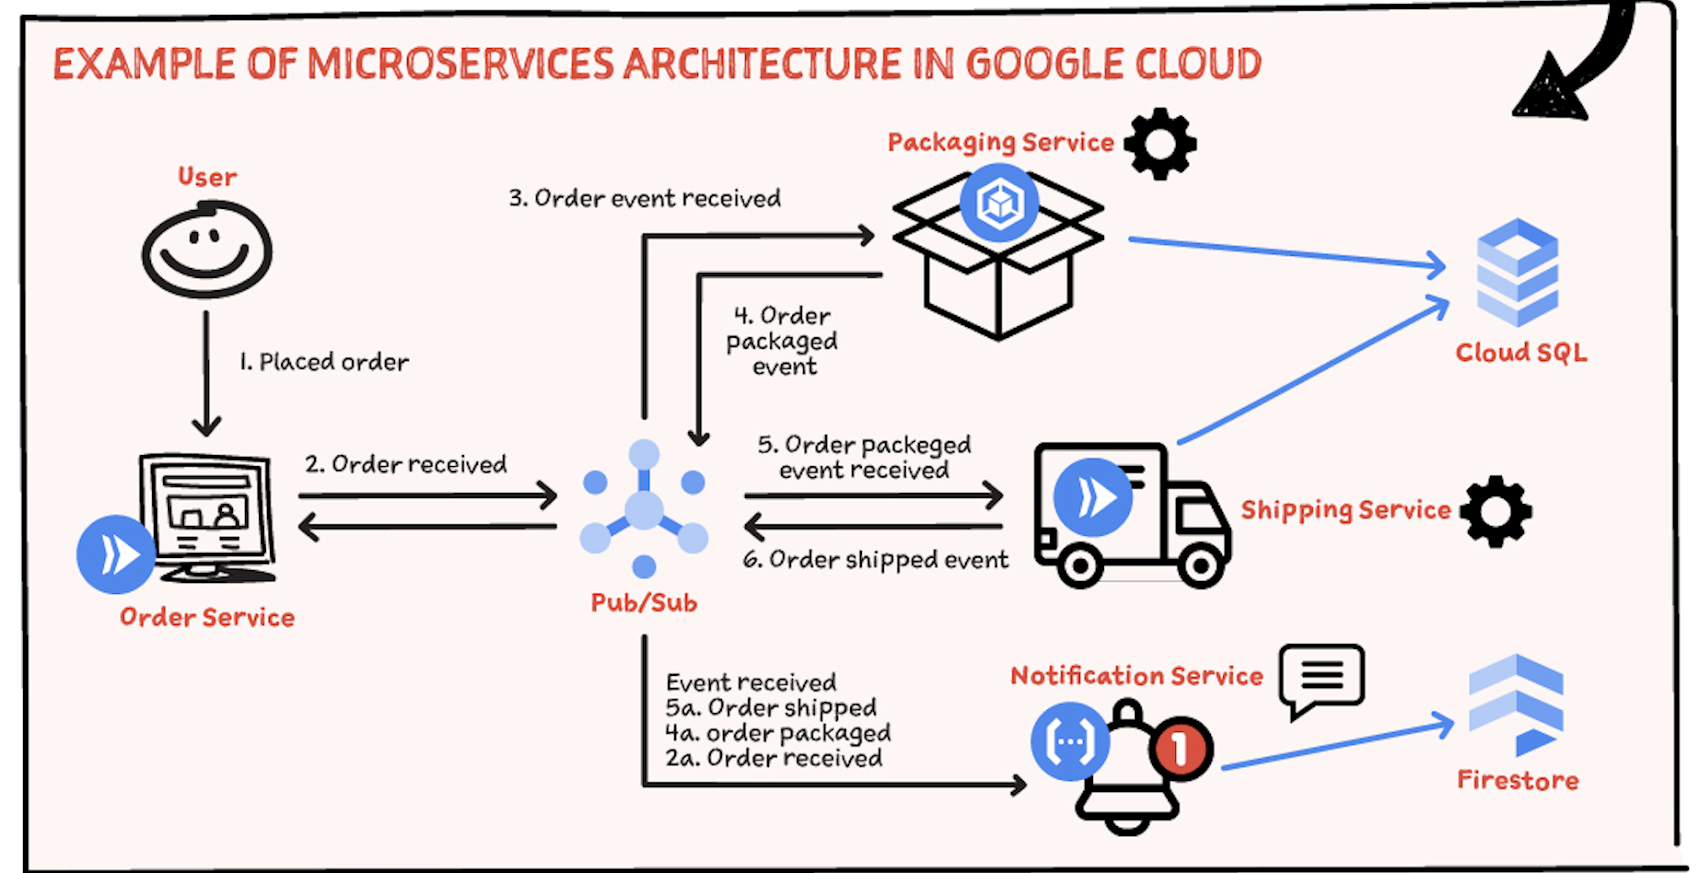 EXAMPLE OF MICROSERVICES ARCHITECTURE IN GOOGLE CLOUD
Packaging Service
User
3. Order event received
4. Order
packaged
event
1. Placed order
Cloud SQL
2. Order received
5. Order packeged
event received
Shipping Service
6. Order shipped event
Pub/Sub
Order Service
Event received
5a. Order shipped
4a. order packaged
2a. Order received
Notification Service
1
Firestore